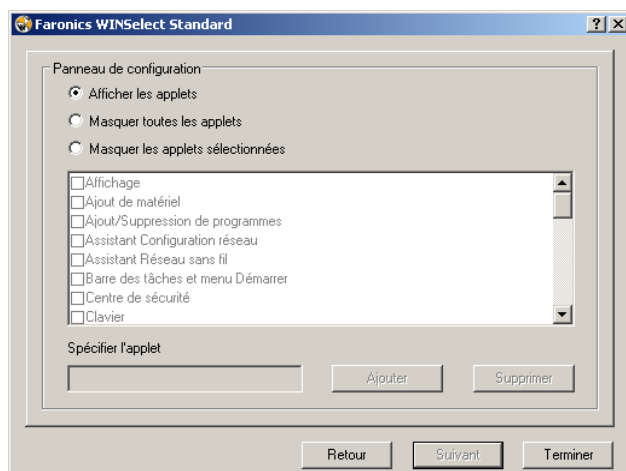 Faronics WINSelect Standard
Panneau de configuration
Afficher les applets
Masquer toutes les applets
Masquer les applets sélectionnées
Affichage
Ajout de matériel
Ajout/Suppression de programmes
Assistant Configuration réseau
Assistant Réseau sans fil
Barre des tâches et menu Démarrer
Centre de sécurité
Clavier
Spécifier l'applet
Ajouter Supprimer
Retour Suivant Terminer